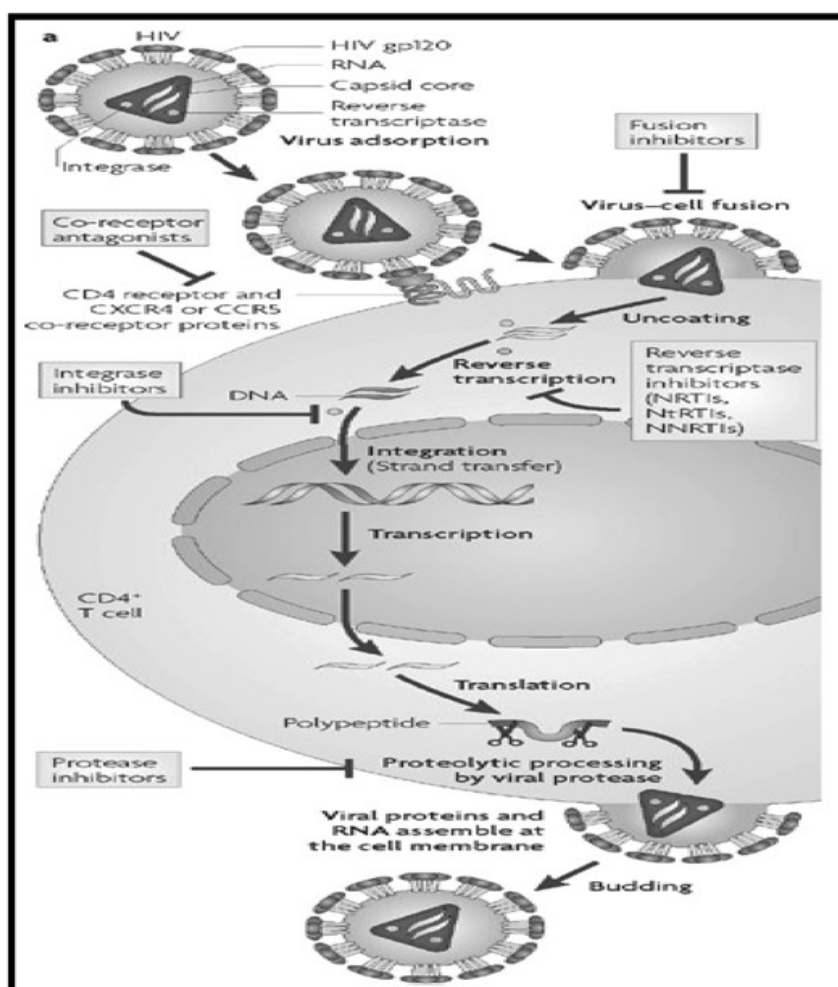 a
HIV
HIV gp120
RNA
Capsid core
Reverse
transcriptase
Integrase
Virus adsorption
Fusion
inhibitors
Virus–cell fusion
Co-receptor
antagonists
CD4 receptor and
CXCR4 or CCR5
co-receptor proteins
Uncoating
Reverse
transcription
Reverse
transcriptase
inhibitors
(NRTIs,
NtRTIs,
NNRTIs)
Integrase
inhibitors
DNA
Integration
(Strand transfer)
Transcription
CD4+
T cell
Translation
Polypeptide
Proteolytic processing
by viral protease
Protease
inhibitors
Viral proteins and
RNA assemble at
the cell membrane
Budding